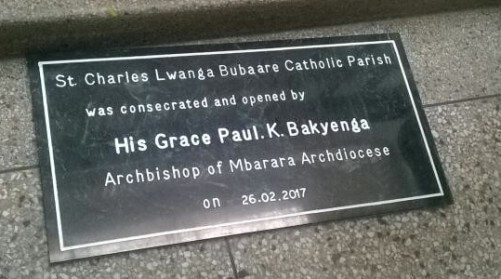 St. Charles Lwanga Bubaare Catholic Parish
was consecrated and opened by
His Grace Paul.K.Bakyenga
Archbishop of Mbarara Archdiocese
on 26.02.2017